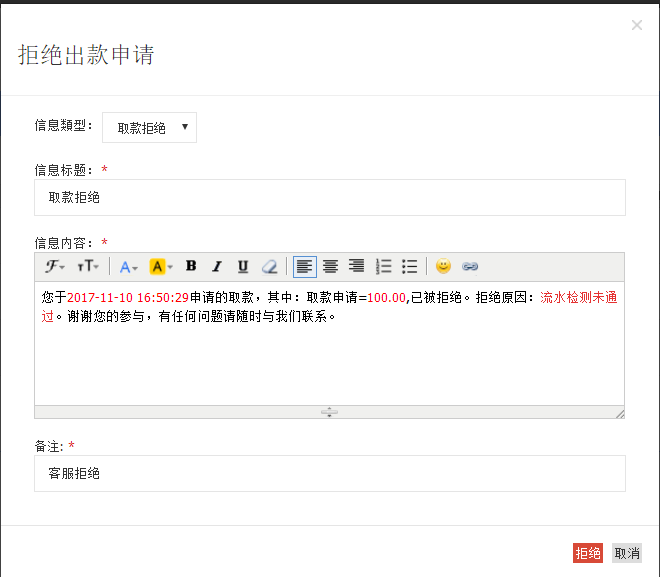 拒绝出款申请
信息類型： 取款拒绝
信息标题：*
取款拒绝
信息内容：*
您于2017-11-10 16:50:29申请的取款，其中：取款申请=100.00,已被拒绝。拒绝原因：流水检测未通
过。谢谢您的参与，有任何问题请随时与我们联系。
备注: *
客服拒绝
拒绝 取消